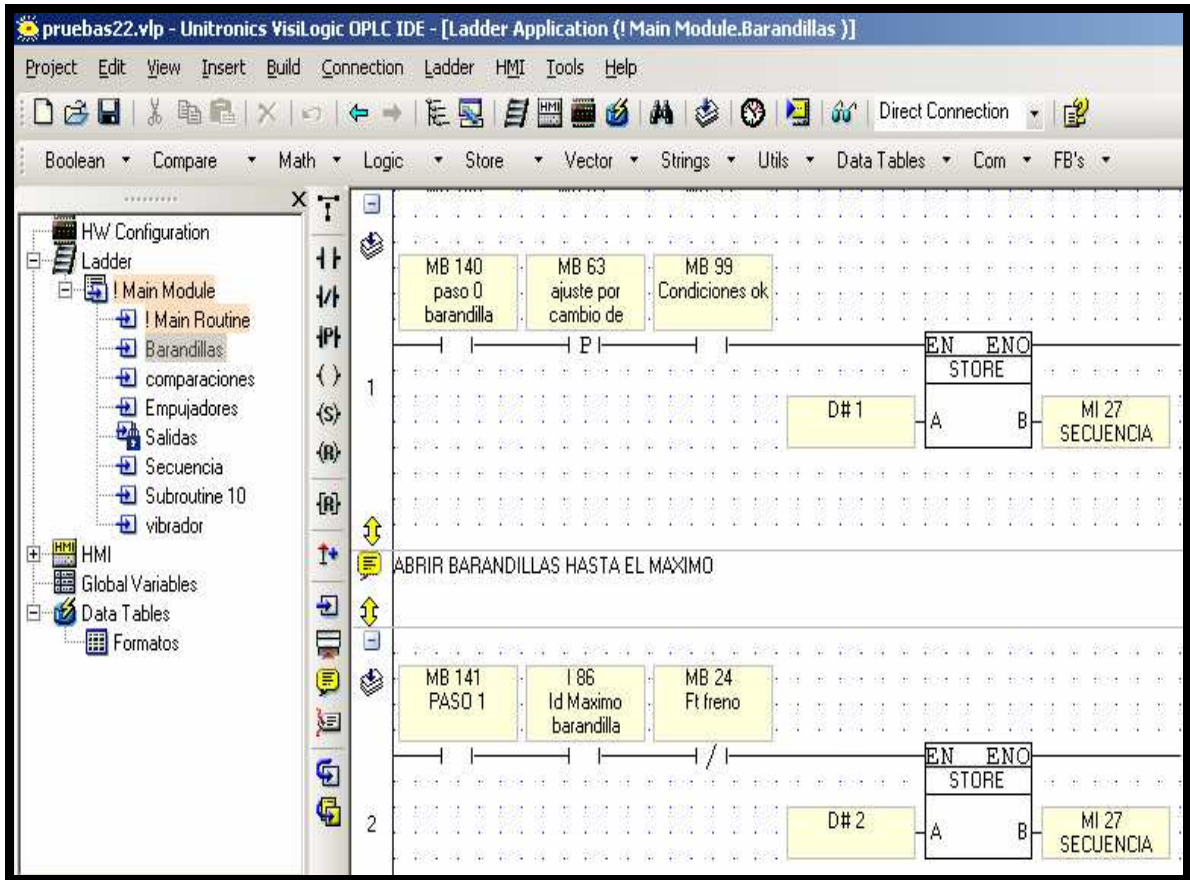 pruebas22.vlp - Unitronics VisiLogic OPLC IDE - [Ladder Application (! Main Module.Barandillas )]
Project Edit View Insert Build Connection Ladder HMI Tools Help
HMI Direct Connection
Boolean Compare Math Logic Store Vector Strings Utils Data Tables Com FB's
HW Configuration
Ladder
! Main Module
! Main Routine
Barandillas
comparaciones
Empujadores
Salidas
Secuencia
Subroutine 10
vibrador
HMI HMI
Global Variables
Data Tables
Formatos
P
(S)
(R)
[R]
MB 140
paso 0
barandilla
MB 63
ajuste por
cambio de
MB 99
Condiciones ok
P
EN ENO
STORE
1
D# 1
A B
MI 27
SECUENCIA
ABRIR BARANDILLAS HASTA EL MAXIMO
MB 141
PASO 1
I 86
Id Maximo
barandilla
MB 24
Ft freno
EN ENO
STORE
2
D# 2
A B
MI 27
SECUENCIA